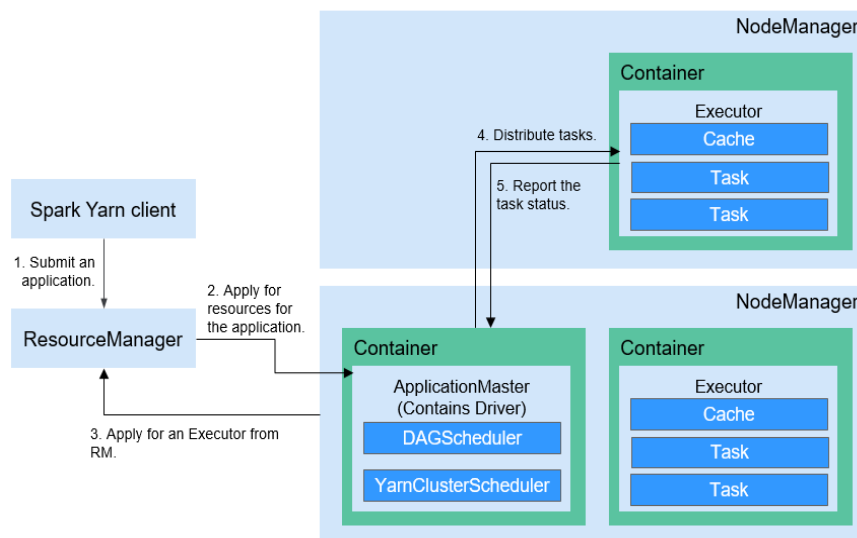 NodeManager
Container
Executor
Cache
Task
Task
4. Distribute tasks.
5. Report the
task status.
Spark Yarn client
1. Submit an
application.
2. Apply for
resources for
the application.
ResourceManager
3. Apply for an Executor from
RM.
NodeManager
Container
ApplicationMaster
(Contains Driver)
DAGScheduler
YarnClusterScheduler
Container
Executor
Cache
Task
Task